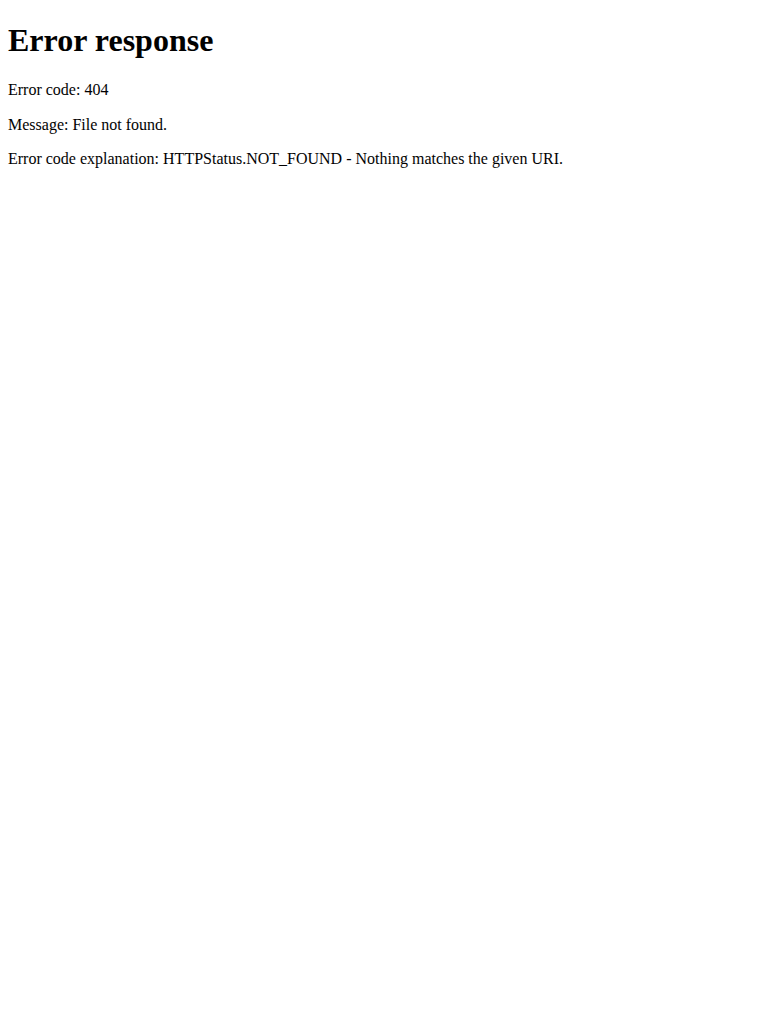 Error response
Error code: 404
Message: File not found.
Error code explanation: HTTPStatus.NOT_FOUND - Nothing matches the given URI.